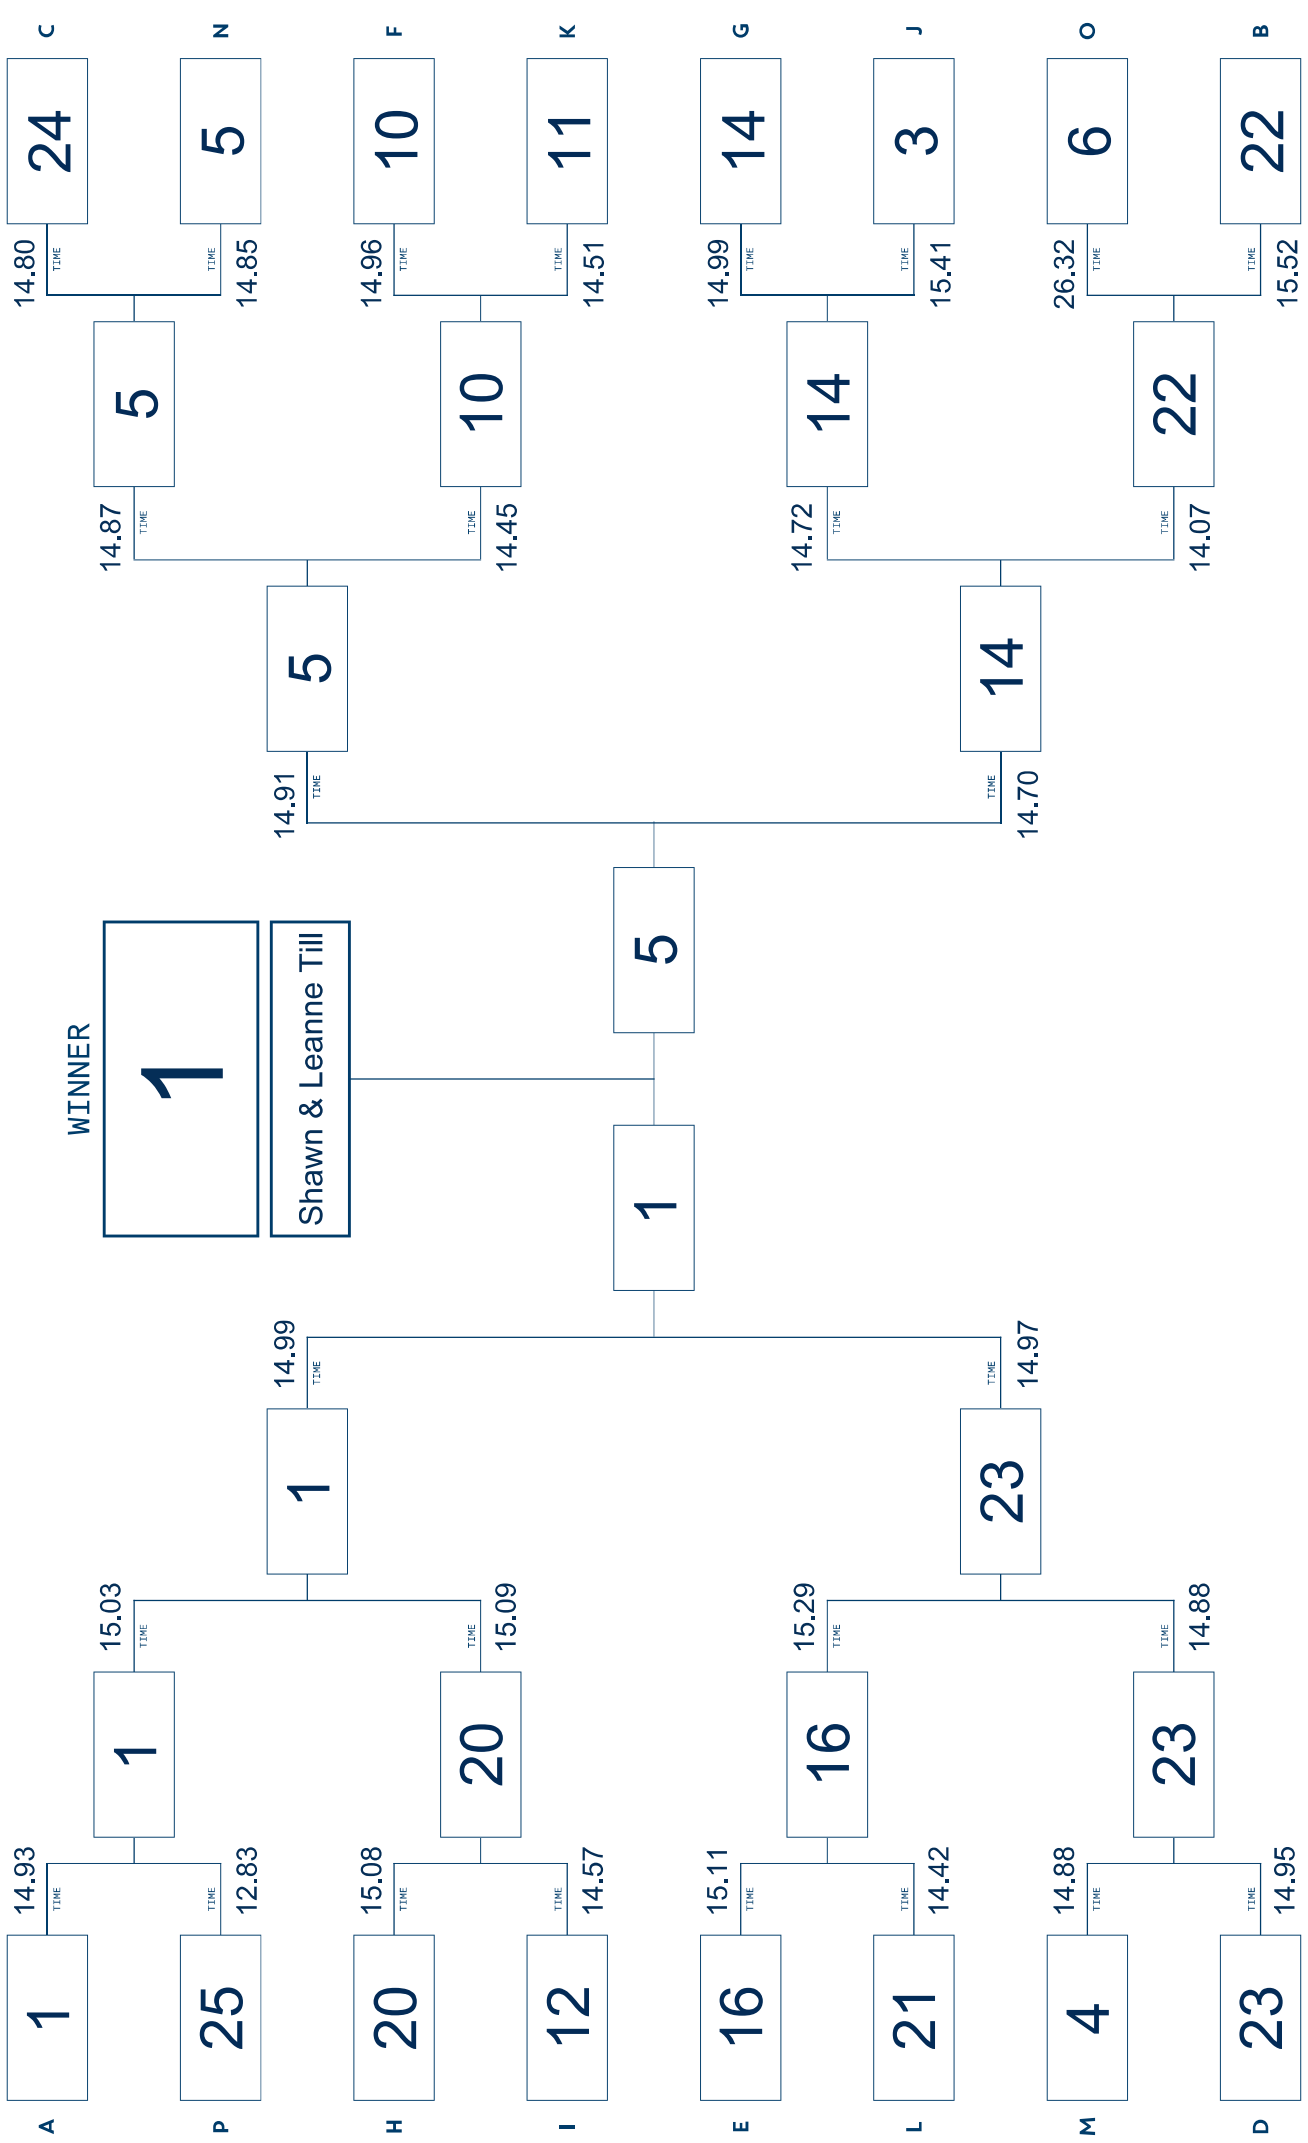 WINNER
1
Shawn & Leanne Till
A
1
14.93
TIME
P
25
12.83
TIME
1
15.03
TIME
H
20
15.08
TIME
I
12
14.57
TIME
20
15.09
TIME
1
14.99
TIME
E
16
15.11
TIME
L
21
14.42
TIME
16
15.29
TIME
M
4
14.88
TIME
D
23
14.95
TIME
23
14.88
TIME
23
14.97
TIME
1
5
C
24
14.80
TIME
N
5
14.85
TIME
5
14.87
TIME
F
10
14.96
TIME
K
11
14.51
TIME
10
14.45
TIME
5
14.91
TIME
G
14
14.99
TIME
J
3
15.41
TIME
14
14.72
TIME
O
6
26.32
TIME
B
22
15.52
TIME
22
14.07
TIME
14
14.70
TIME